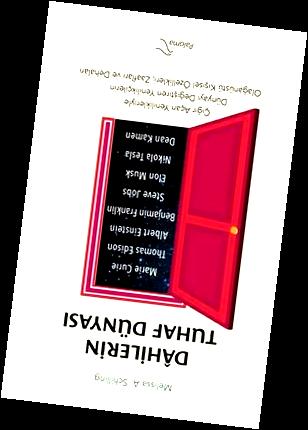 Melissa A. Schilling
DÂHİLERİN
TUHAF DÜNYASI
Marie Curie
Thomas Edison
Albert Einstein
Benjamin Franklin
Steve Jobs
Elon Musk
Nikola Tesla
Dean Kamen
Çığır Açan Yenilikleriyle
Dünyayı Değiştiren Yenilikçilerin
Olağanüstü Kişisel Özellikleri, Zaafları ve Dehaları
Paloma